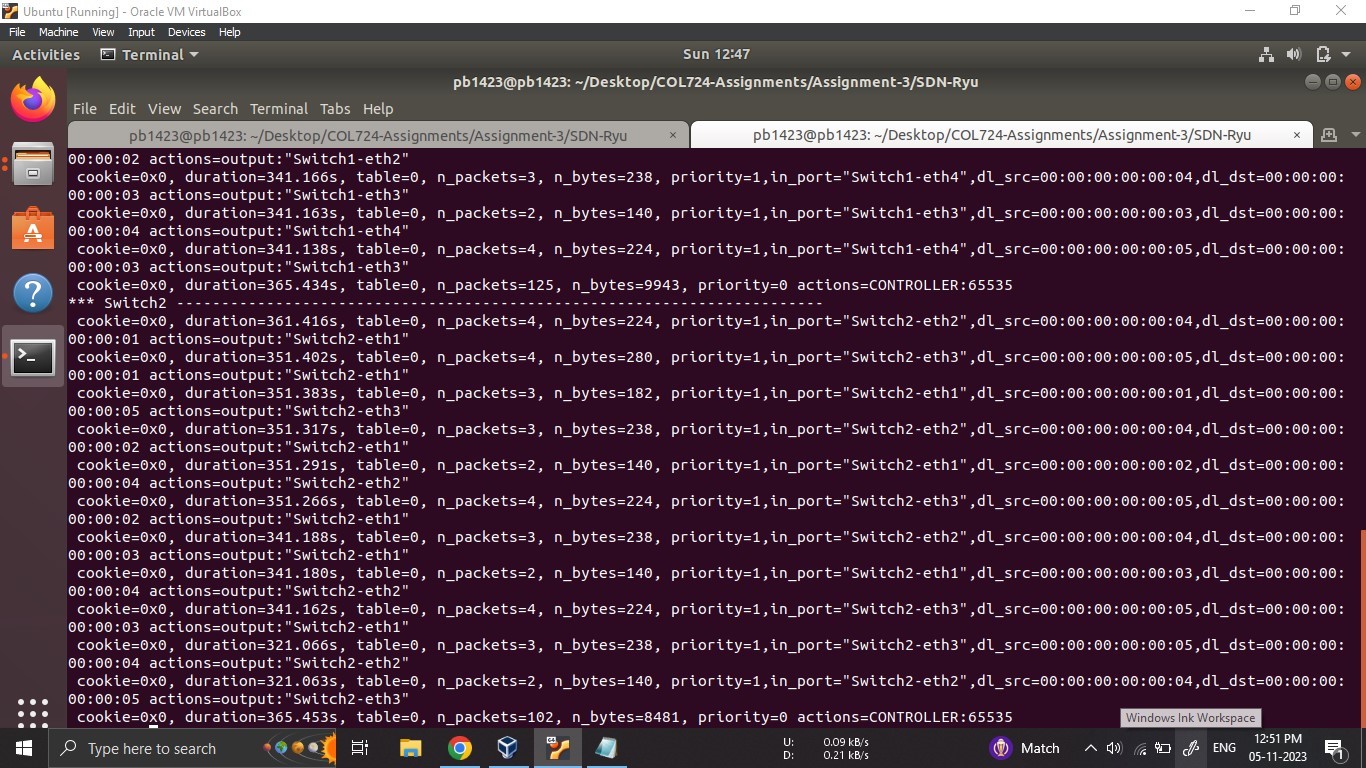 Ubuntu [Running] - Oracle VM VirtualBox
File Machine View Input Devices Help
Activities Terminal Sun 12:47
pb1423@pb1423: ~/Desktop/COL724-Assignments/Assignment-3/SDN-Ryu
File Edit View Search Terminal Tabs Help
pb1423@pb1423: ~/Desktop/COL724-Assignments/Assignment-3/SDN-Ryu × pb1423@pb1423: ~/Desktop/COL724-Assignments/Assignment-3/SDN-Ryu ×
00:00:02 actions=output:"Switch1-eth2"
cookie=0x0, duration=341.166s, table=0, n_packets=3, n_bytes=238, priority=1,in_port="Switch1-eth4",dl_src=00:00:00:00:00:04,dl_dst=00:00:00:
00:00:03 actions=output:"Switch1-eth3"
cookie=0x0, duration=341.163s, table=0, n_packets=2, n_bytes=140, priority=1,in_port="Switch1-eth3",dl_src=00:00:00:00:00:03,dl_dst=00:00:00:
00:00:04 actions=output:"Switch1-eth4"
cookie=0x0, duration=341.138s, table=0, n_packets=4, n_bytes=224, priority=1,in_port="Switch1-eth4",dl_src=00:00:00:00:00:05,dl_dst=00:00:00:
00:00:03 actions=output:"Switch1-eth3"
cookie=0x0, duration=365.434s, table=0, n_packets=125, n_bytes=9943, priority=0 actions=CONTROLLER:65535
*** Switch2 ------------------------------------------------------------------------
cookie=0x0, duration=361.416s, table=0, n_packets=4, n_bytes=224, priority=1,in_port="Switch2-eth2",dl_src=00:00:00:00:00:04,dl_dst=00:00:00:
00:00:01 actions=output:"Switch2-eth1"
cookie=0x0, duration=351.402s, table=0, n_packets=4, n_bytes=280, priority=1,in_port="Switch2-eth3",dl_src=00:00:00:00:00:05,dl_dst=00:00:00:
00:00:01 actions=output:"Switch2-eth1"
cookie=0x0, duration=351.383s, table=0, n_packets=3, n_bytes=182, priority=1,in_port="Switch2-eth1",dl_src=00:00:00:00:00:01,dl_dst=00:00:00:
00:00:05 actions=output:"Switch2-eth3"
cookie=0x0, duration=351.317s, table=0, n_packets=3, n_bytes=238, priority=1,in_port="Switch2-eth2",dl_src=00:00:00:00:00:04,dl_dst=00:00:00:
00:00:02 actions=output:"Switch2-eth1"
cookie=0x0, duration=351.291s, table=0, n_packets=2, n_bytes=140, priority=1,in_port="Switch2-eth1",dl_src=00:00:00:00:00:02,dl_dst=00:00:00:
00:00:04 actions=output:"Switch2-eth2"
cookie=0x0, duration=351.266s, table=0, n_packets=4, n_bytes=224, priority=1,in_port="Switch2-eth3",dl_src=00:00:00:00:00:05,dl_dst=00:00:00:
00:00:02 actions=output:"Switch2-eth1"
cookie=0x0, duration=341.188s, table=0, n_packets=3, n_bytes=238, priority=1,in_port="Switch2-eth2",dl_src=00:00:00:00:00:04,dl_dst=00:00:00:
00:00:03 actions=output:"Switch2-eth1"
cookie=0x0, duration=341.180s, table=0, n_packets=2, n_bytes=140, priority=1,in_port="Switch2-eth1",dl_src=00:00:00:00:00:03,dl_dst=00:00:00:
00:00:04 actions=output:"Switch2-eth2"
cookie=0x0, duration=341.162s, table=0, n_packets=4, n_bytes=224, priority=1,in_port="Switch2-eth3",dl_src=00:00:00:00:00:05,dl_dst=00:00:00:
00:00:03 actions=output:"Switch2-eth1"
cookie=0x0, duration=321.066s, table=0, n_packets=3, n_bytes=238, priority=1,in_port="Switch2-eth3",dl_src=00:00:00:00:00:05,dl_dst=00:00:00:
00:00:04 actions=output:"Switch2-eth2"
cookie=0x0, duration=321.063s, table=0, n_packets=2, n_bytes=140, priority=1,in_port="Switch2-eth2",dl_src=00:00:00:00:00:04,dl_dst=00:00:00:
00:00:05 actions=output:"Switch2-eth3"
cookie=0x0, duration=365.453s, table=0, n_packets=102, n_bytes=8481, priority=0 actions=CONTROLLER:65535
Windows Ink Workspace
Type here to search
U: 0.09 kB/s
D: 0.21 kB/s
Match
ENG
12:51 PM
05-11-2023
1